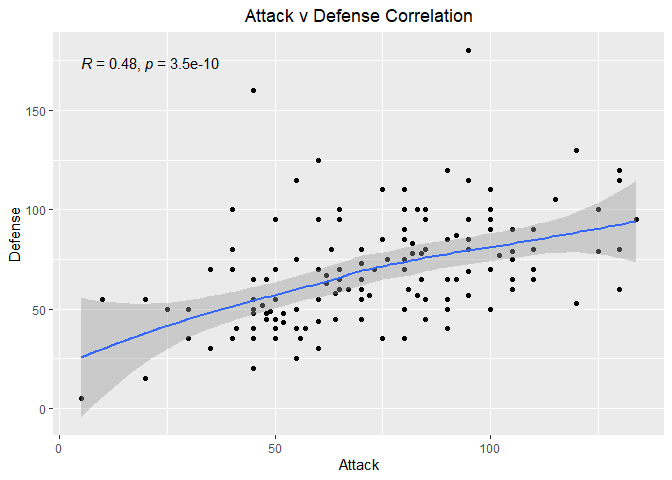 Attack v Defense Correlation
R = 0.48, p = 3.5e-10
150
100
50
0
Defense
0 50 100
Attack